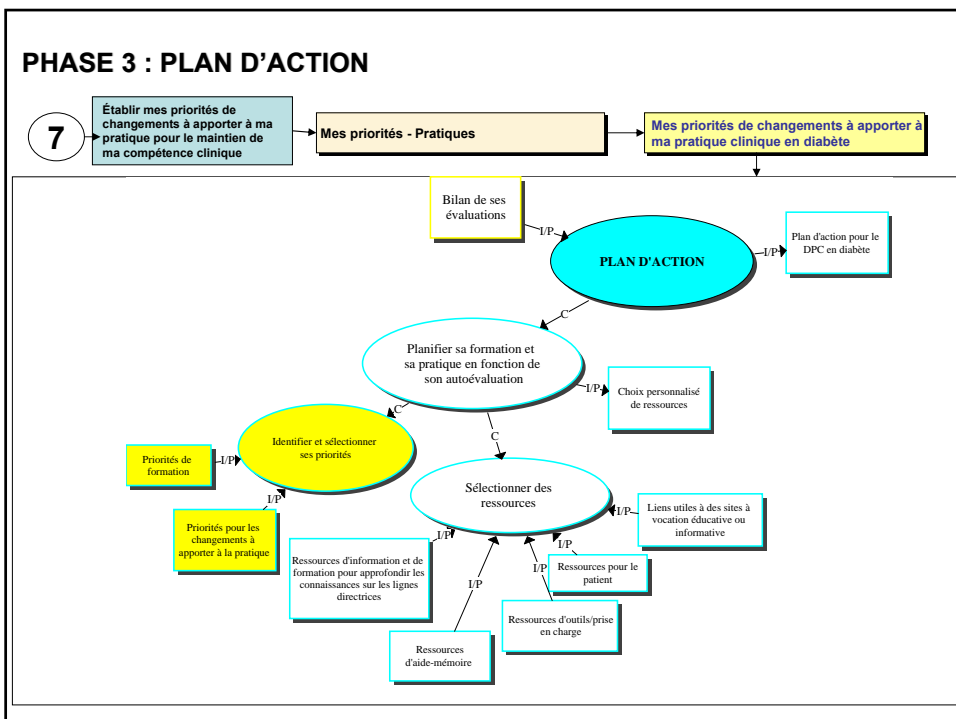 PHASE 3 : PLAN D'ACTION
7
Établir mes priorités de
changements à apporter à ma
pratique pour le maintien de
ma compétence clinique
Mes priorités - Pratiques
Mes priorités de changements à apporter à
ma pratique clinique en diabète
Bilan de ses
évaluations
I/P
PLAN D'ACTION
I/P
Plan d'action pour le
DPC en diabète
C
Planifier sa formation et
sa pratique en fonction de
son autoévaluation
I/P
Choix personnalisé
de ressources
C
C
Identifier et sélectionner
ses priorités
Priorités de
formation
I/P
I/P
Priorités pour les
changements à
apporter à la pratique
Sélectionner des
ressources
I/P
Liens utiles à des sites à
vocation éducative ou
informative
I/P
Ressources d'information et de
formation pour approfondir les
connaissances sur les lignes
directrices
I/P
Ressources pour le
patient
I/P
I/P
Ressources d'outils/prise
en charge
Ressources
d'aide-mémoire